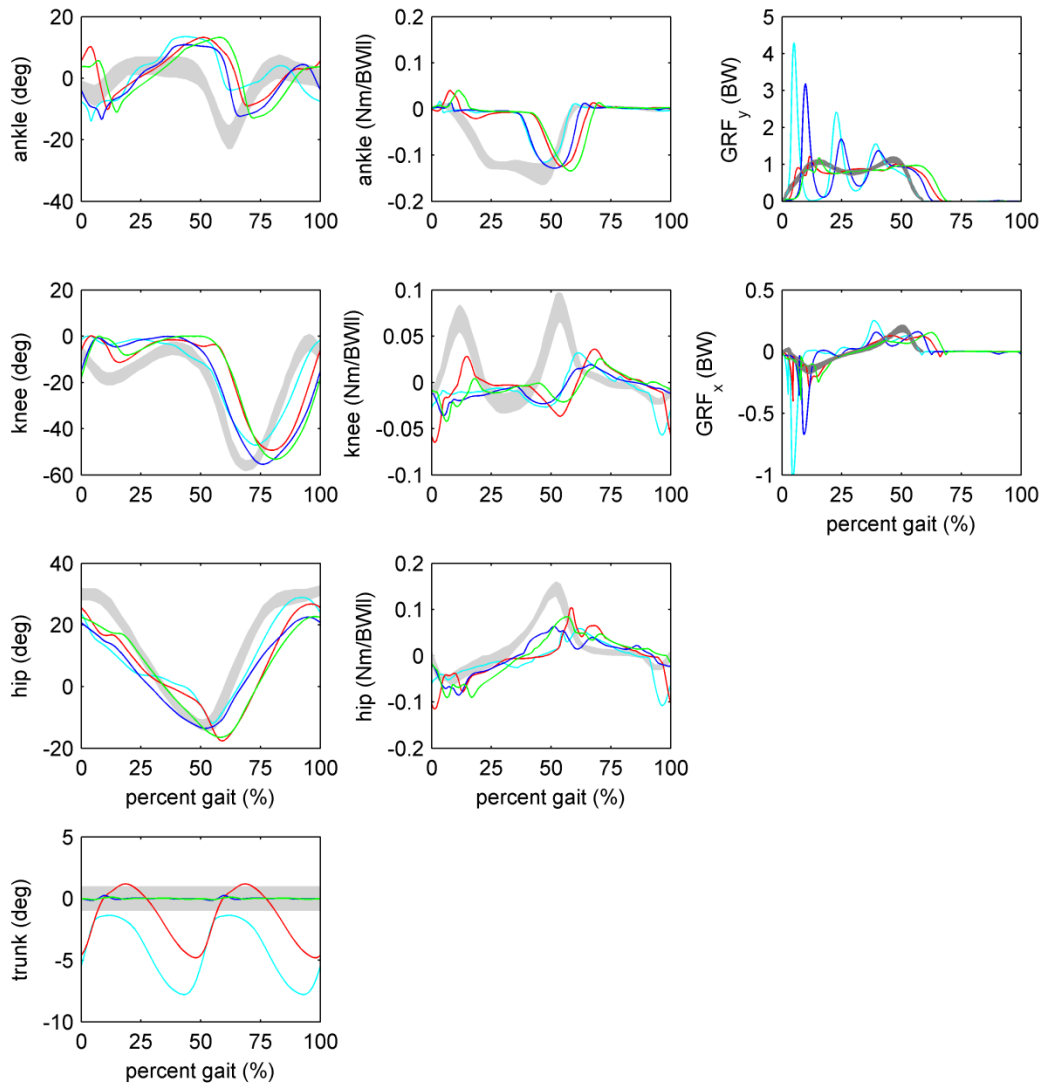 20
0
-20
-40
0 25 50 75 100
ankle (deg)
0.2
0.1
0
-0.1
-0.2
0 25 50 75 100
ankle (Nm/BWll)
5
4
3
2
1
0
0 25 50 75 100
GRFy (BW)
20
0
-20
-40
-60
0 25 50 75 100
knee (deg)
0.1
0.05
0
-0.05
-0.1
0 25 50 75 100
knee (Nm/BWll)
0.5
0
-0.5
-1
0 25 50 75 100
GRFx (BW)
percent gait (%)
40
20
0
-20
0 25 50 75 100
hip (deg)
percent gait (%)
0.2
0.1
0
-0.1
-0.2
0 25 50 75 100
hip (Nm/BWll)
percent gait (%)
5
0
-5
-10
0 25 50 75 100
trunk (deg)
percent gait (%)